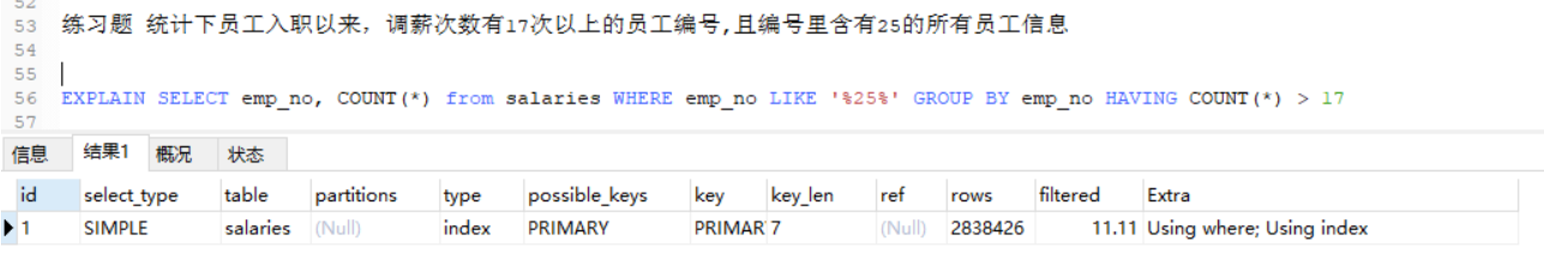 52
53 练习题 统计下员工入职以来，调薪次数有17次以上的员工编号,且编号里含有25的所有员工信息
54
55
56 EXPLAIN SELECT emp_no, COUNT(*) from salaries WHERE emp_no LIKE '%25%' GROUP BY emp_no HAVING COUNT(*) > 17
57
信息 结果1 概况 状态
id select_type table partitions type possible_keys key key_len ref rows filtered Extra
1 SIMPLE salaries (Null) index PRIMARY PRIMAR 7 (Null) 2838426 11.11 Using where; Using index